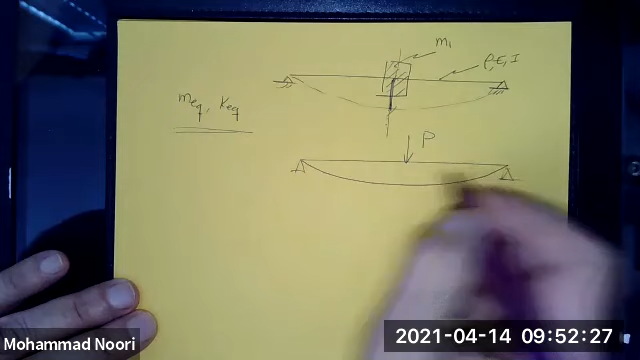 m₁
ρ, E, I
meq, Keq
P
Mohammad Noori
2021-04-14 09:52:27